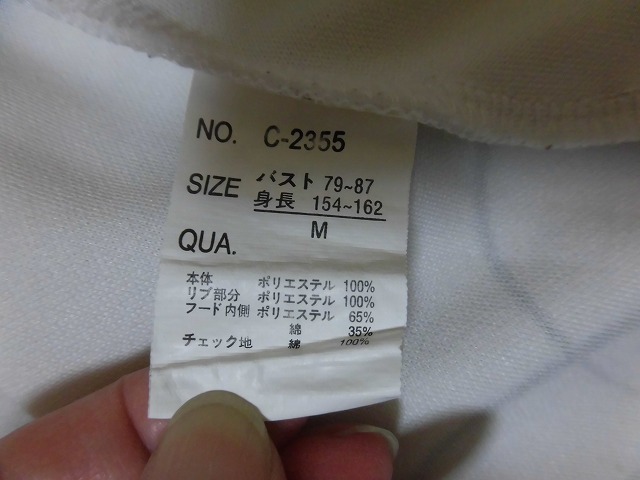 NO. C-2355
SIZE バスト 79~87
身長 154~162
M
QUA.
本体 ポリエステル 100%
リブ部分 ポリエステル 100%
フード内側 ポリエステル 65%
綿 35%
チェック地 綿 100%